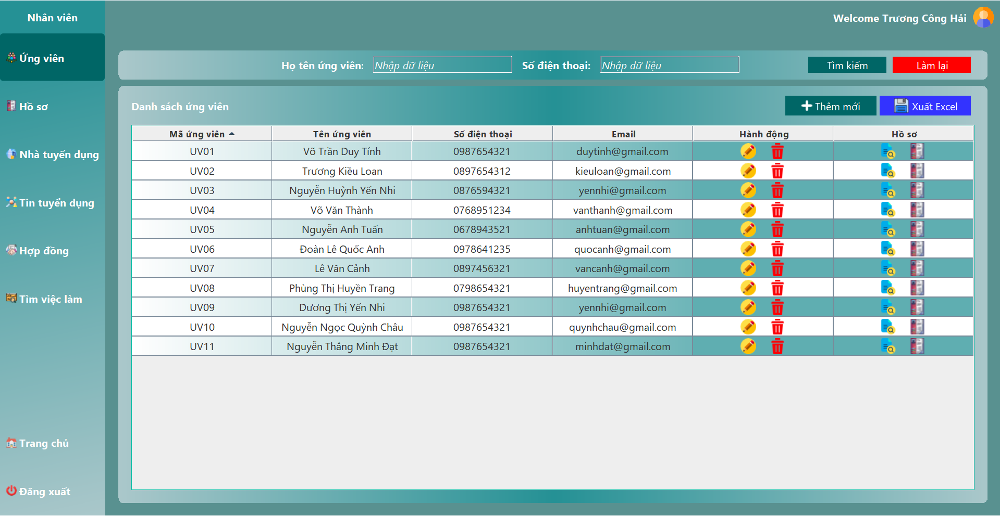 Nhân viên
Welcome Trương Công Hải
Ứng viên
Hồ sơ
Nhà tuyển dụng
Tin tuyển dụng
Hợp đồng
Tìm việc làm
Trang chủ
Đăng xuất
Họ tên ứng viên: Nhập dữ liệu Số điện thoại: Nhập dữ liệu Tìm kiếm Làm lại
Danh sách ứng viên Thêm mới Xuất Excel
Mã ứng viên Tên ứng viên Số điện thoại Email Hành động Hồ sơ
UV01 Võ Trần Duy Tính 0987654321 duytinh@gmail.com
UV02 Trương Kiều Loan 0897654312 kieuloan@gmail.com
UV03 Nguyễn Huỳnh Yến Nhi 0876594321 yennhi@gmail.com
UV04 Võ Văn Thành 0768951234 vanthanh@gmail.com
UV05 Nguyễn Anh Tuấn 0678943521 anhtuan@gmail.com
UV06 Đoàn Lê Quốc Anh 0978641235 quocanh@gmail.com
UV07 Lê Văn Cảnh 0897456321 vancanh@gmail.com
UV08 Phùng Thị Huyền Trang 0798654321 huyentrang@gmail.com
UV09 Dương Thị Yến Nhi 0987654321 yennhi@gmail.com
UV10 Nguyễn Ngọc Quỳnh Châu 0987654321 quynhchau@gmail.com
UV11 Nguyễn Thắng Minh Đạt 0987654321 minhdat@gmail.com